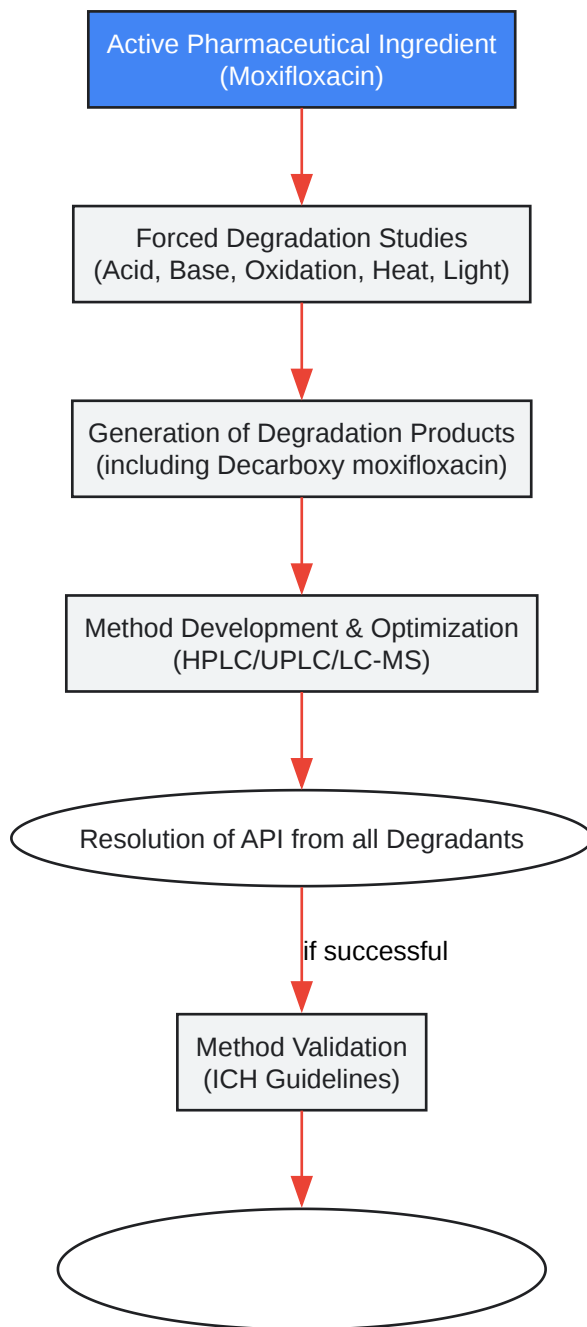 Active Pharmaceutical Ingredient
(Moxifloxacin)
Forced Degradation Studies
(Acid, Base, Oxidation, Heat, Light)
Generation of Degradation Products
(including Decarboxy moxifloxacin)
Method Development & Optimization
(HPLC/UPLC/LC-MS)
Resolution of API from all Degradants
if successful
Method Validation
(ICH Guidelines)